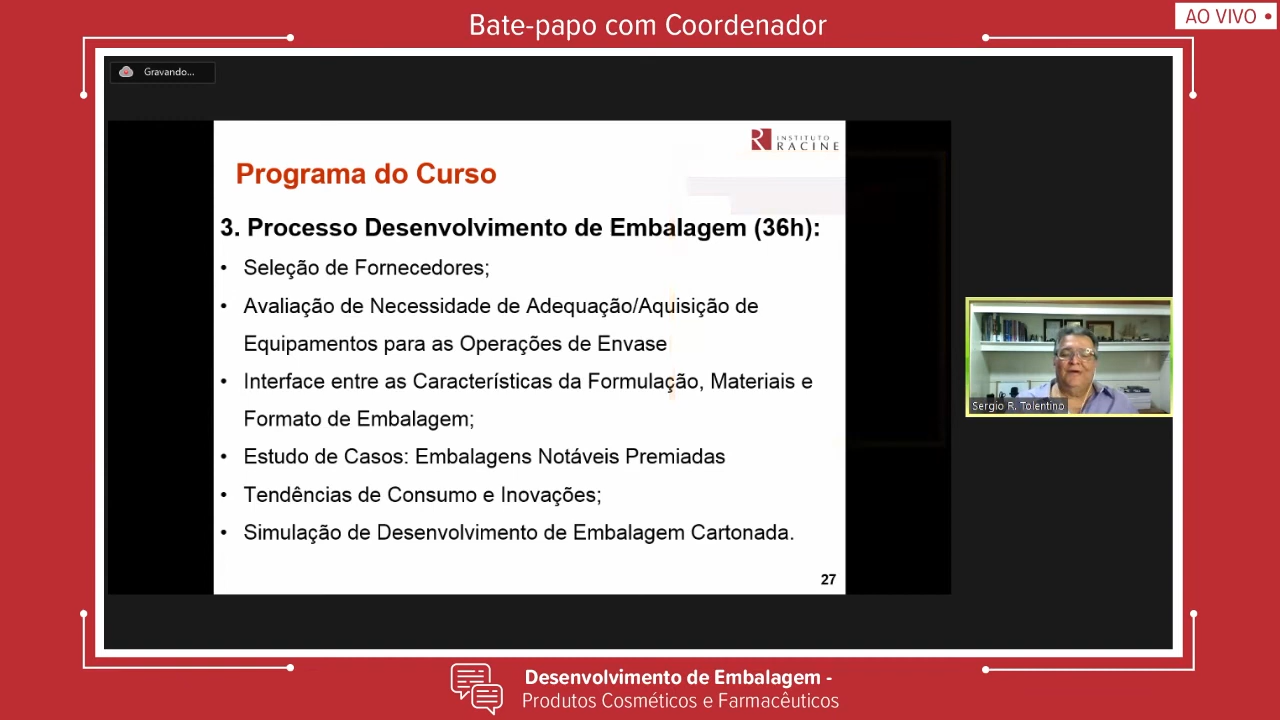 Bate-papo com Coordenador
AO VIVO
Gravando...
INSTITUTO
RACINE
Programa do Curso
3. Processo Desenvolvimento de Embalagem (36h):
• Seleção de Fornecedores;
• Avaliação de Necessidade de Adequação/Aquisição de
Equipamentos para as Operações de Envase
• Interface entre as Características da Formulação, Materiais e
Formato de Embalagem;
• Estudo de Casos: Embalagens Notáveis Premiadas
• Tendências de Consumo e Inovações;
• Simulação de Desenvolvimento de Embalagem Cartonada.
27
Sergio R. Tolentino
Desenvolvimento de Embalagem -
Produtos Cosméticos e Farmacêuticos